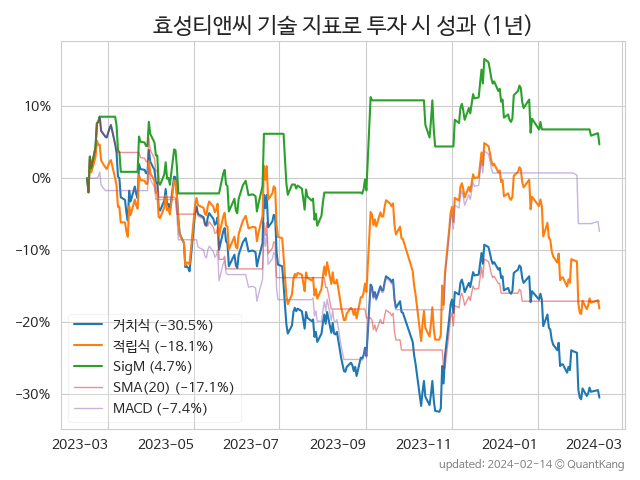 효성티앤씨 기술 지표로 투자 시 성과 (1년)
10%
0%
−10%
−20%
−30%
거치식 (−30.5%)
적립식 (−18.1%)
SigM (4.7%)
SMA(20) (−17.1%)
MACD (−7.4%)
2023−03
2023−05
2023−07
2023−09
2023−11
2024−01
2024−03
updated: 2024−02−14 ⓒ QuantKang